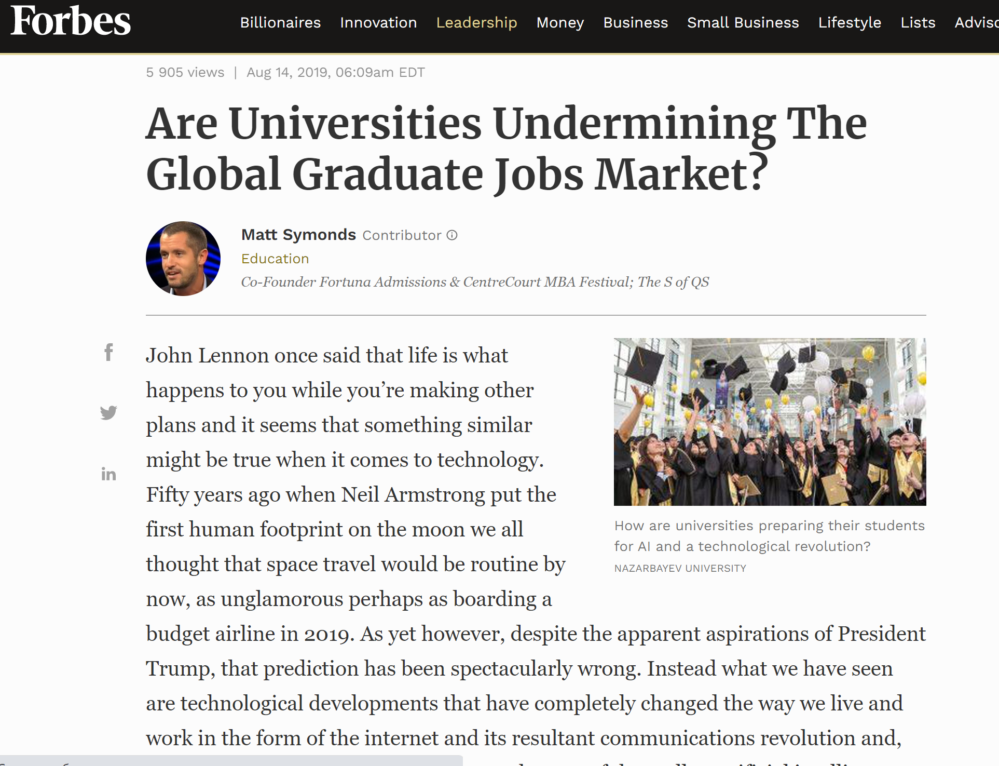 Forbes
Billionaires Innovation Leadership Money Business Small Business Lifestyle Lists
5 905 views | Aug 14, 2019, 06:09am EDT
Are Universities Undermining The
Global Graduate Jobs Market?
Matt Symonds Contributor
Education
Co-Founder Fortuna Admissions & CentreCourt MBA Festival; The S of QS
John Lennon once said that life is what
happens to you while you’re making other
plans and it seems that something similar
might be true when it comes to technology.
Fifty years ago when Neil Armstrong put the
first human footprint on the moon we all
thought that space travel would be routine by
now, as unglamorous perhaps as boarding a
budget airline in 2019. As yet however, despite the apparent aspirations of President
Trump, that prediction has been spectacularly wrong. Instead what we have seen
are technological developments that have completely changed the way we live and
work in the form of the internet and its resultant communications revolution and,
How are universities preparing their students
for AI and a technological revolution?
NAZARBAYEV UNIVERSITY